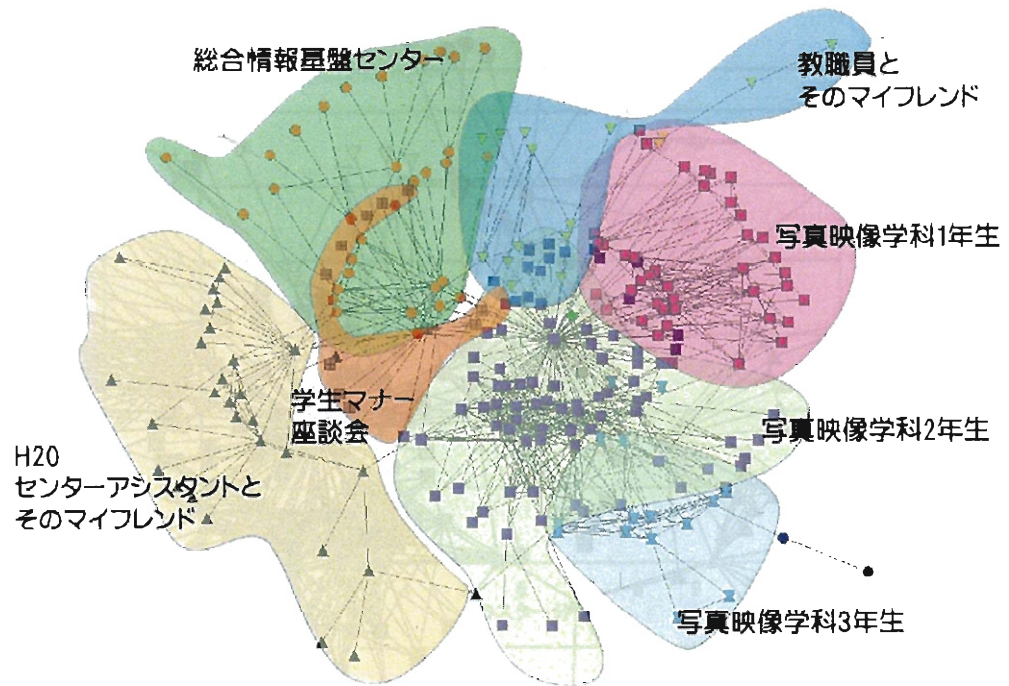 総合情報基盤センター
教職員と
そのマイフレンド
写真映像学科1年生
学生マナー
座談会
写真映像学科2年生
H20
センターアシスタントと
そのマイフレンド
写真映像学科3年生